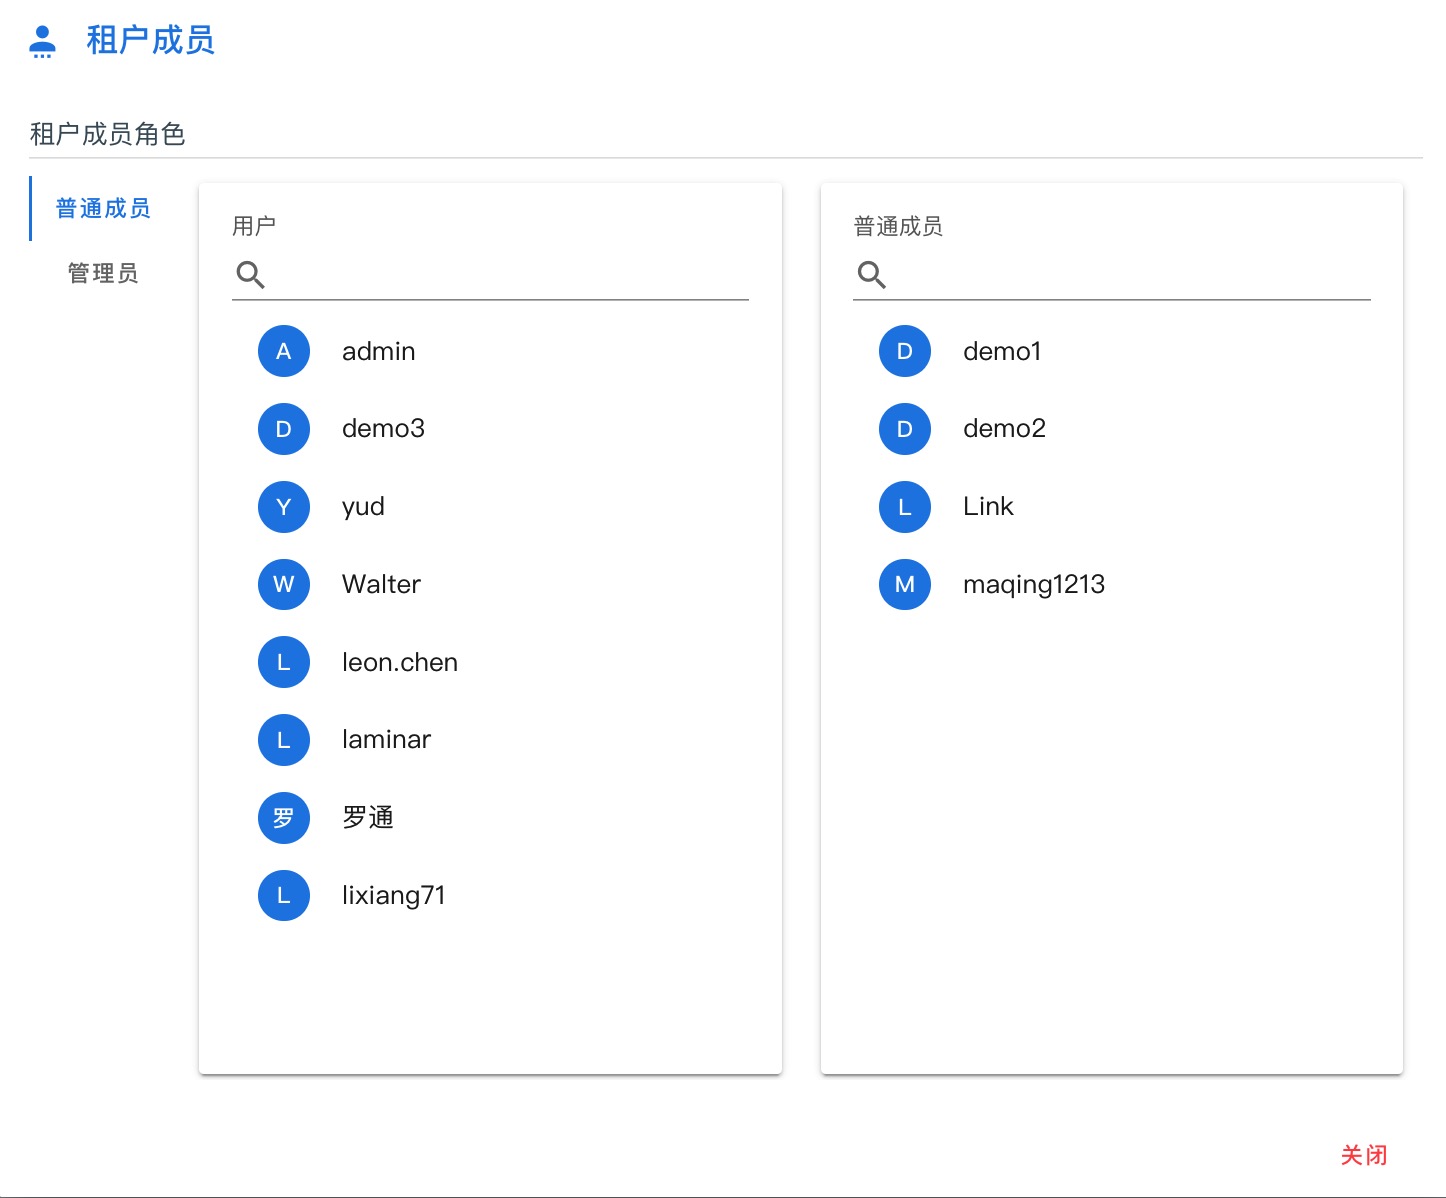 租户成员
租户成员角色
普通成员
管理员
用户
A admin
D demo3
Y yud
W Walter
L leon.chen
L laminar
罗 罗通
L lixiang71
普通成员
D demo1
D demo2
L Link
M maqing1213
关闭